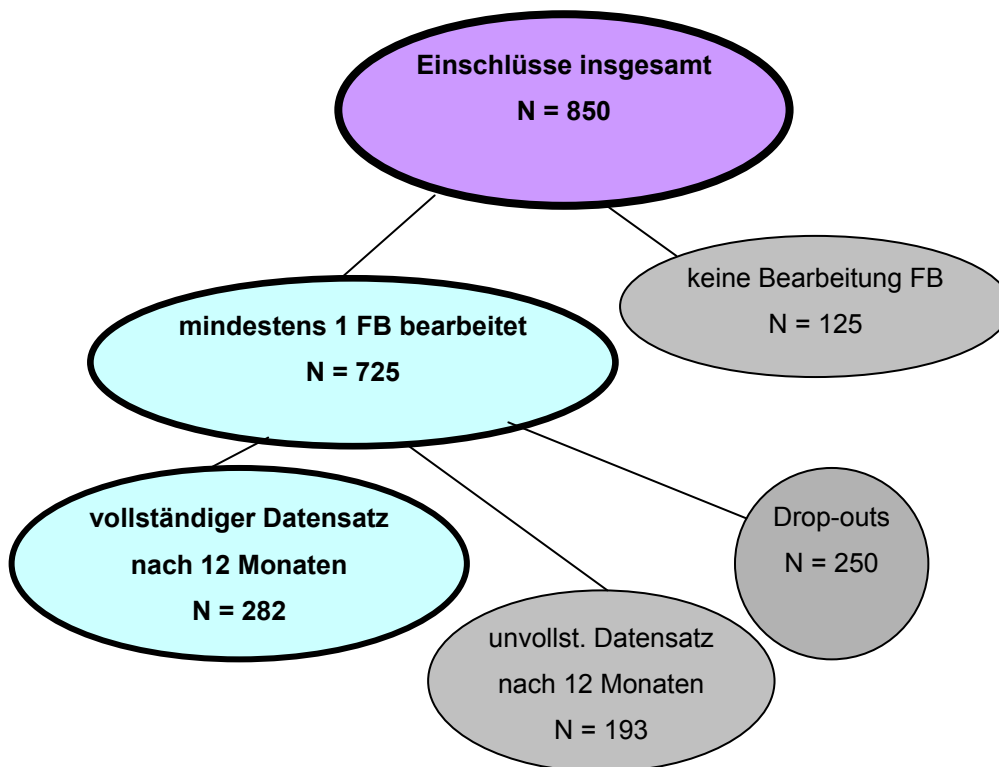 Einschlüsse insgesamt
N = 850
keine Bearbeitung FB
N = 125
mindestens 1 FB bearbeitet
N = 725
vollständiger Datensatz
nach 12 Monaten
N = 282
Drop-outs
N = 250
unvollst. Datensatz
nach 12 Monaten
N = 193